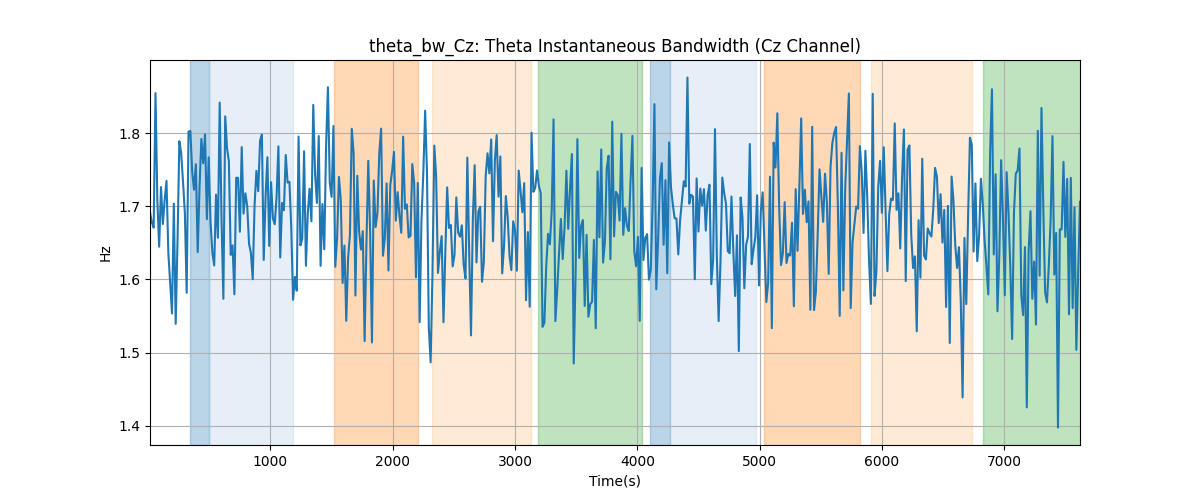 theta_bw_Cz: Theta Instantaneous Bandwidth (Cz Channel)
Hz
1.8
1.7
1.6
1.5
1.4
1000 2000 3000 4000 5000 6000 7000
Time(s)